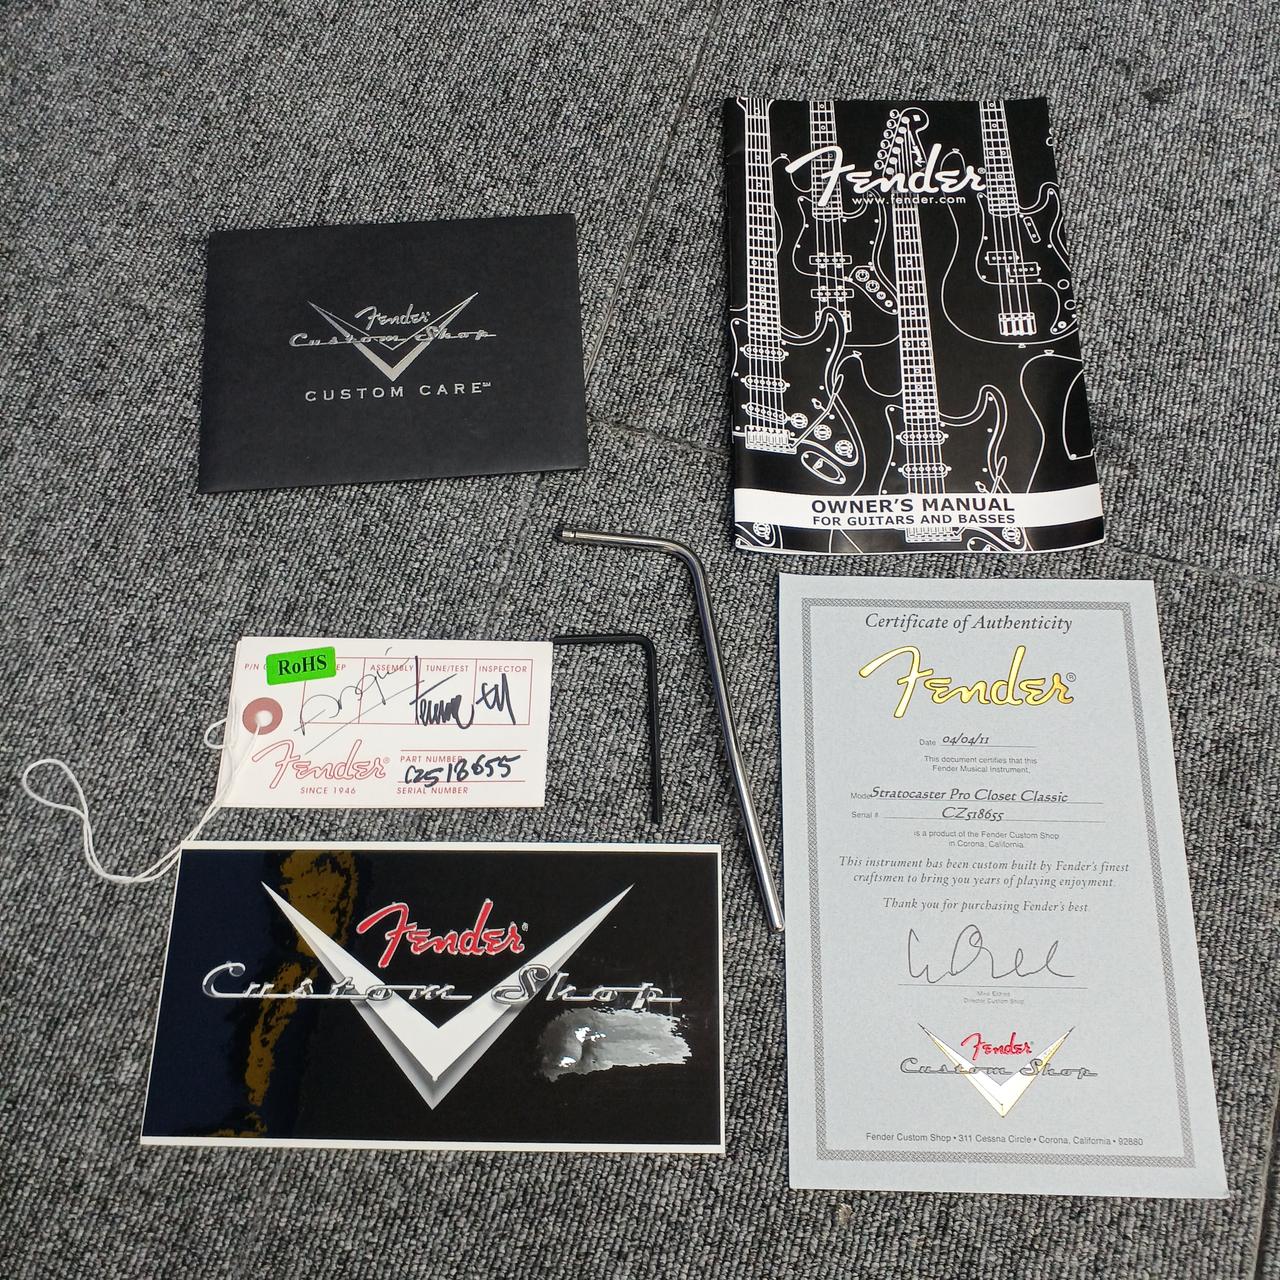 Fender
www.fender.com
OWNER'S MANUAL
FOR GUITARS AND BASSES
Fender
Custom Shop
CUSTOM CARE℠
P/N
RoHS
ASSEMBLY
TUNE/TEST
INSPECTOR
Angie
Fender
SINCE 1946
PART NUMBER
CZ518655
SERIAL NUMBER
Fender®
Custom Shop
Certificate of Authenticity
Fender®
Date 04/04/11
This document certifies that this
Fender Musical Instrument,
Model Stratocaster Pro Closet Classic
Serial # CZ518655
is a product of the Fender Custom Shop
in Corona, California.
This instrument has been custom built by Fender's finest
craftsmen to bring you years of playing enjoyment.
Thank you for purchasing Fender's best.
Mike Eldred
Director Custom Shop
Fender
Custom Shop
Fender Custom Shop • 311 Cessna Circle • Corona, California • 92880